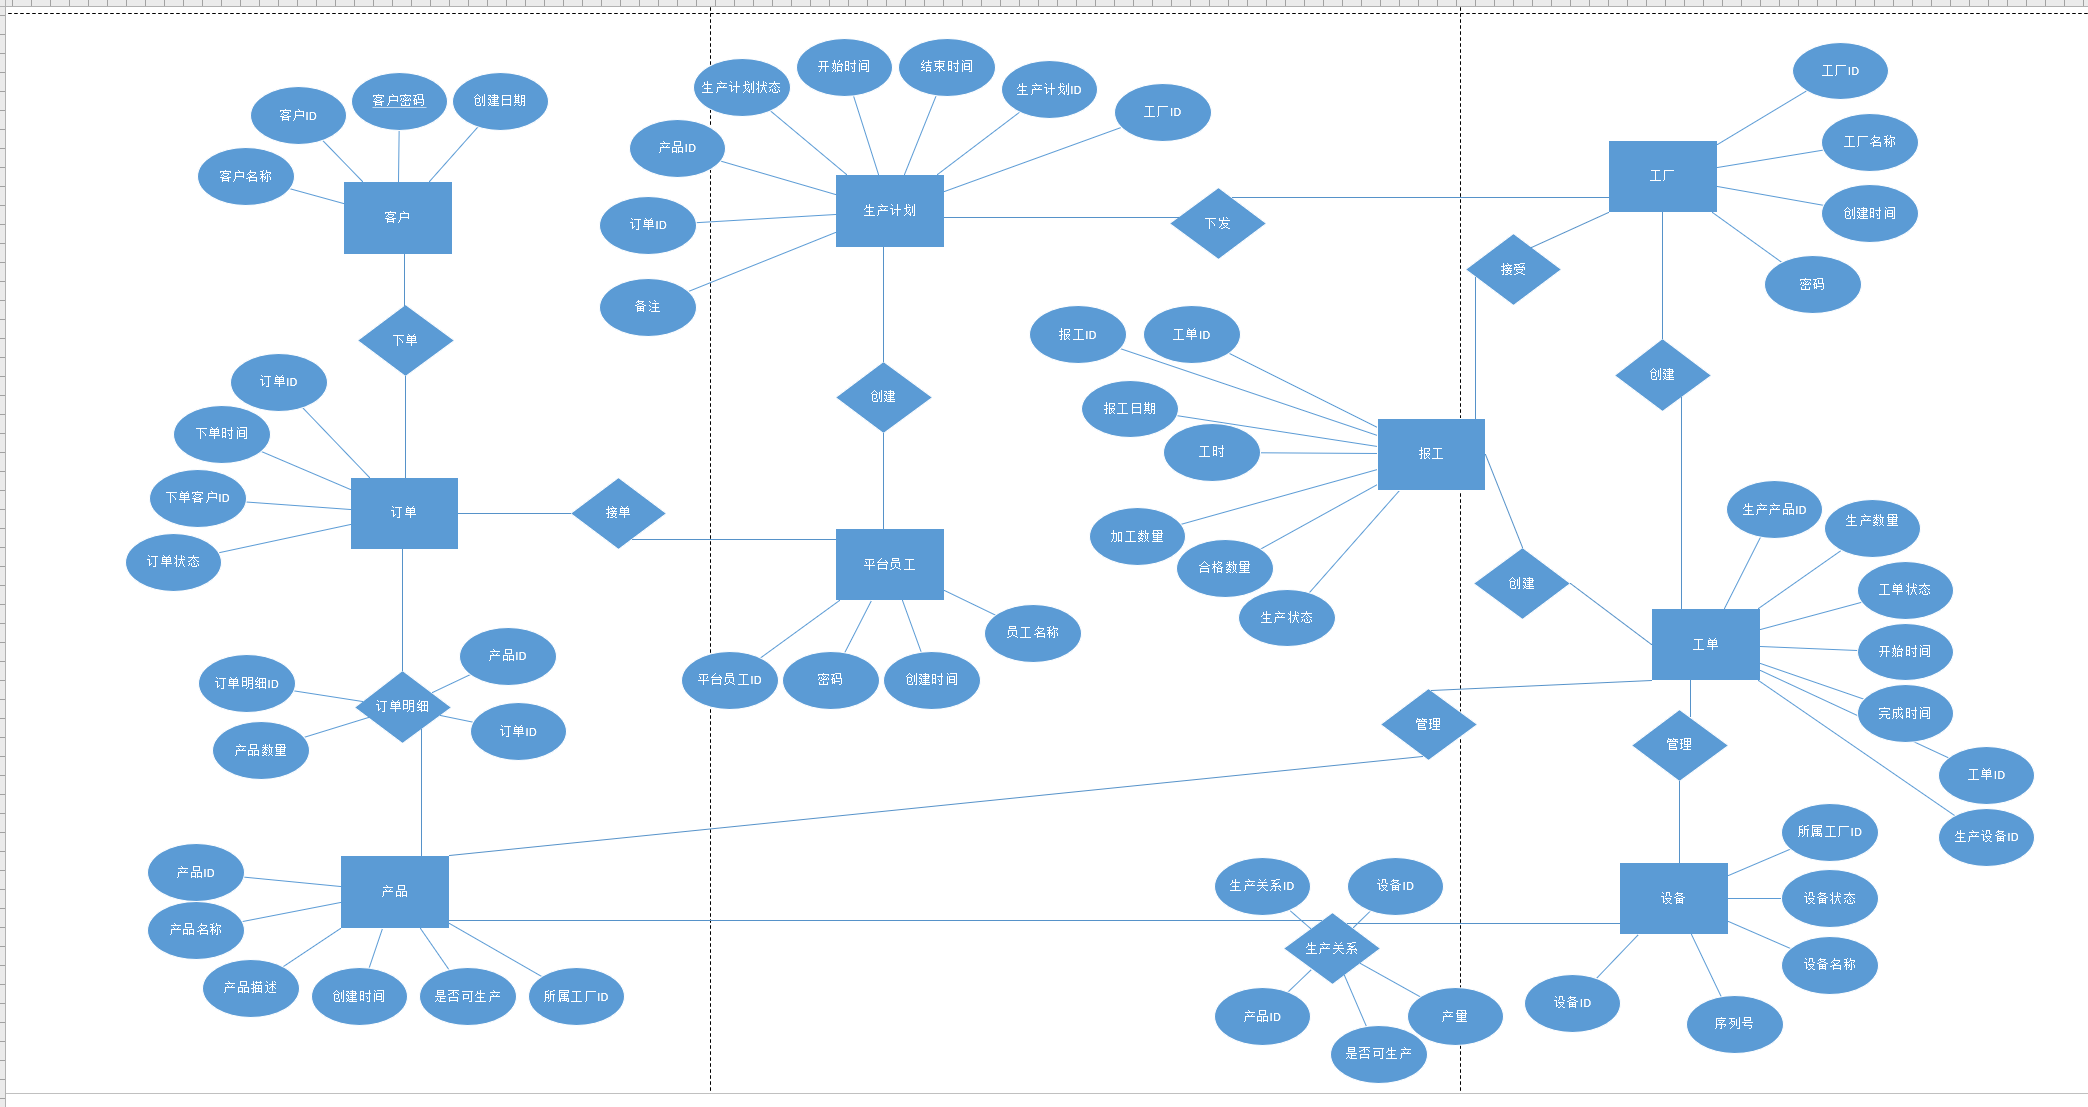 客户名称
客户ID
客户密码
创建日期
客户
下单
订单ID
下单时间
下单客户ID
订单状态
订单
接单
订单明细ID
产品数量
订单明细
产品ID
订单ID
产品ID
产品名称
产品描述
创建时间
是否可生产
所属工厂ID
产品
生产计划状态
开始时间
结束时间
生产计划ID
工厂ID
产品ID
订单ID
备注
生产计划
下发
创建
平台员工
平台员工ID
密码
创建时间
员工名称
工厂ID
工厂名称
创建时间
密码
工厂
接受
创建
报工ID
工单ID
报工日期
工时
加工数量
合格数量
生产状态
报工
创建
生产产品ID
生产数量
工单状态
开始时间
完成时间
工单ID
生产设备ID
工单
管理
管理
所属工厂ID
设备状态
设备名称
设备ID
序列号
设备
生产关系ID
设备ID
生产关系
产品ID
是否可生产
产量